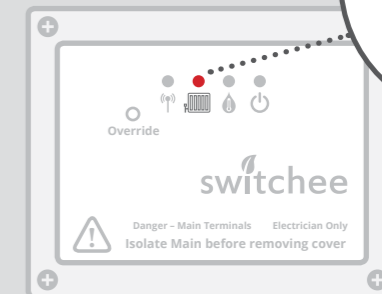 Override
switchee
Danger – Main Terminals Electrician Only
Isolate Main before removing cover